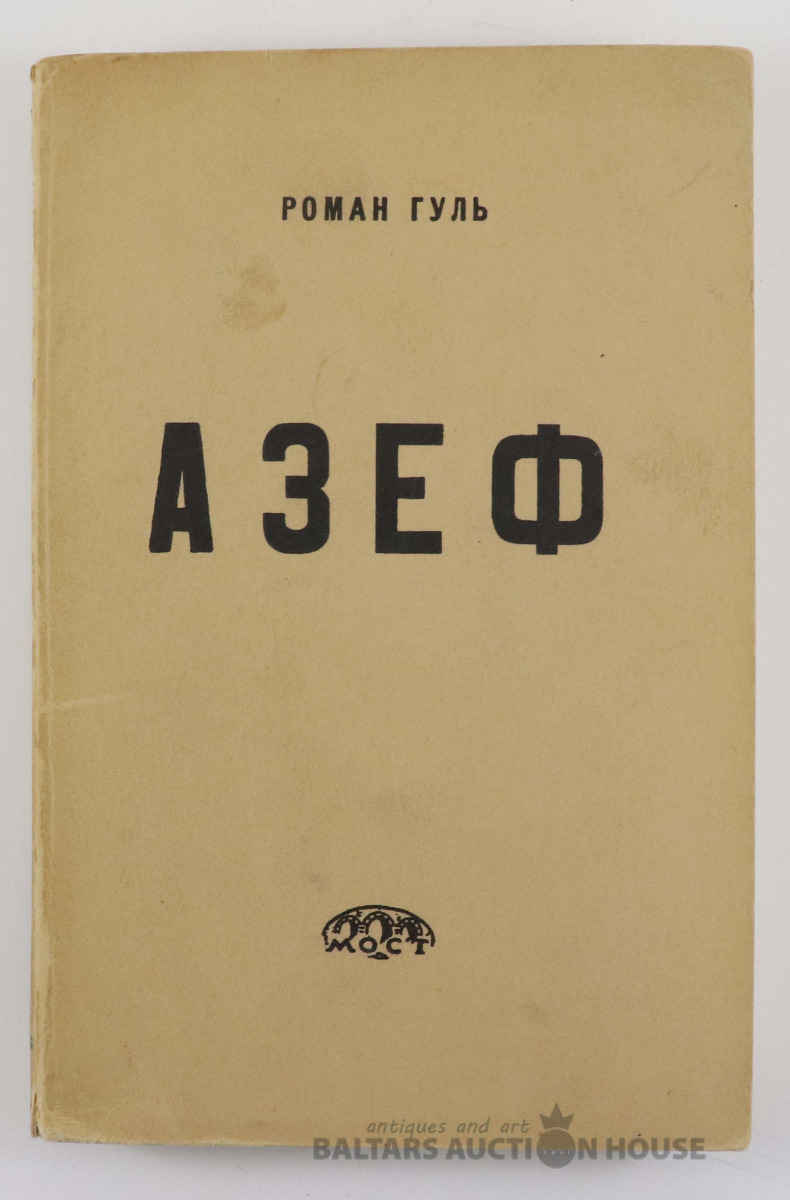 РОМАН ГУЛЬ
АЗЕФ
МОСТ
antiques and art
BALTARS AUCTION HOUSE